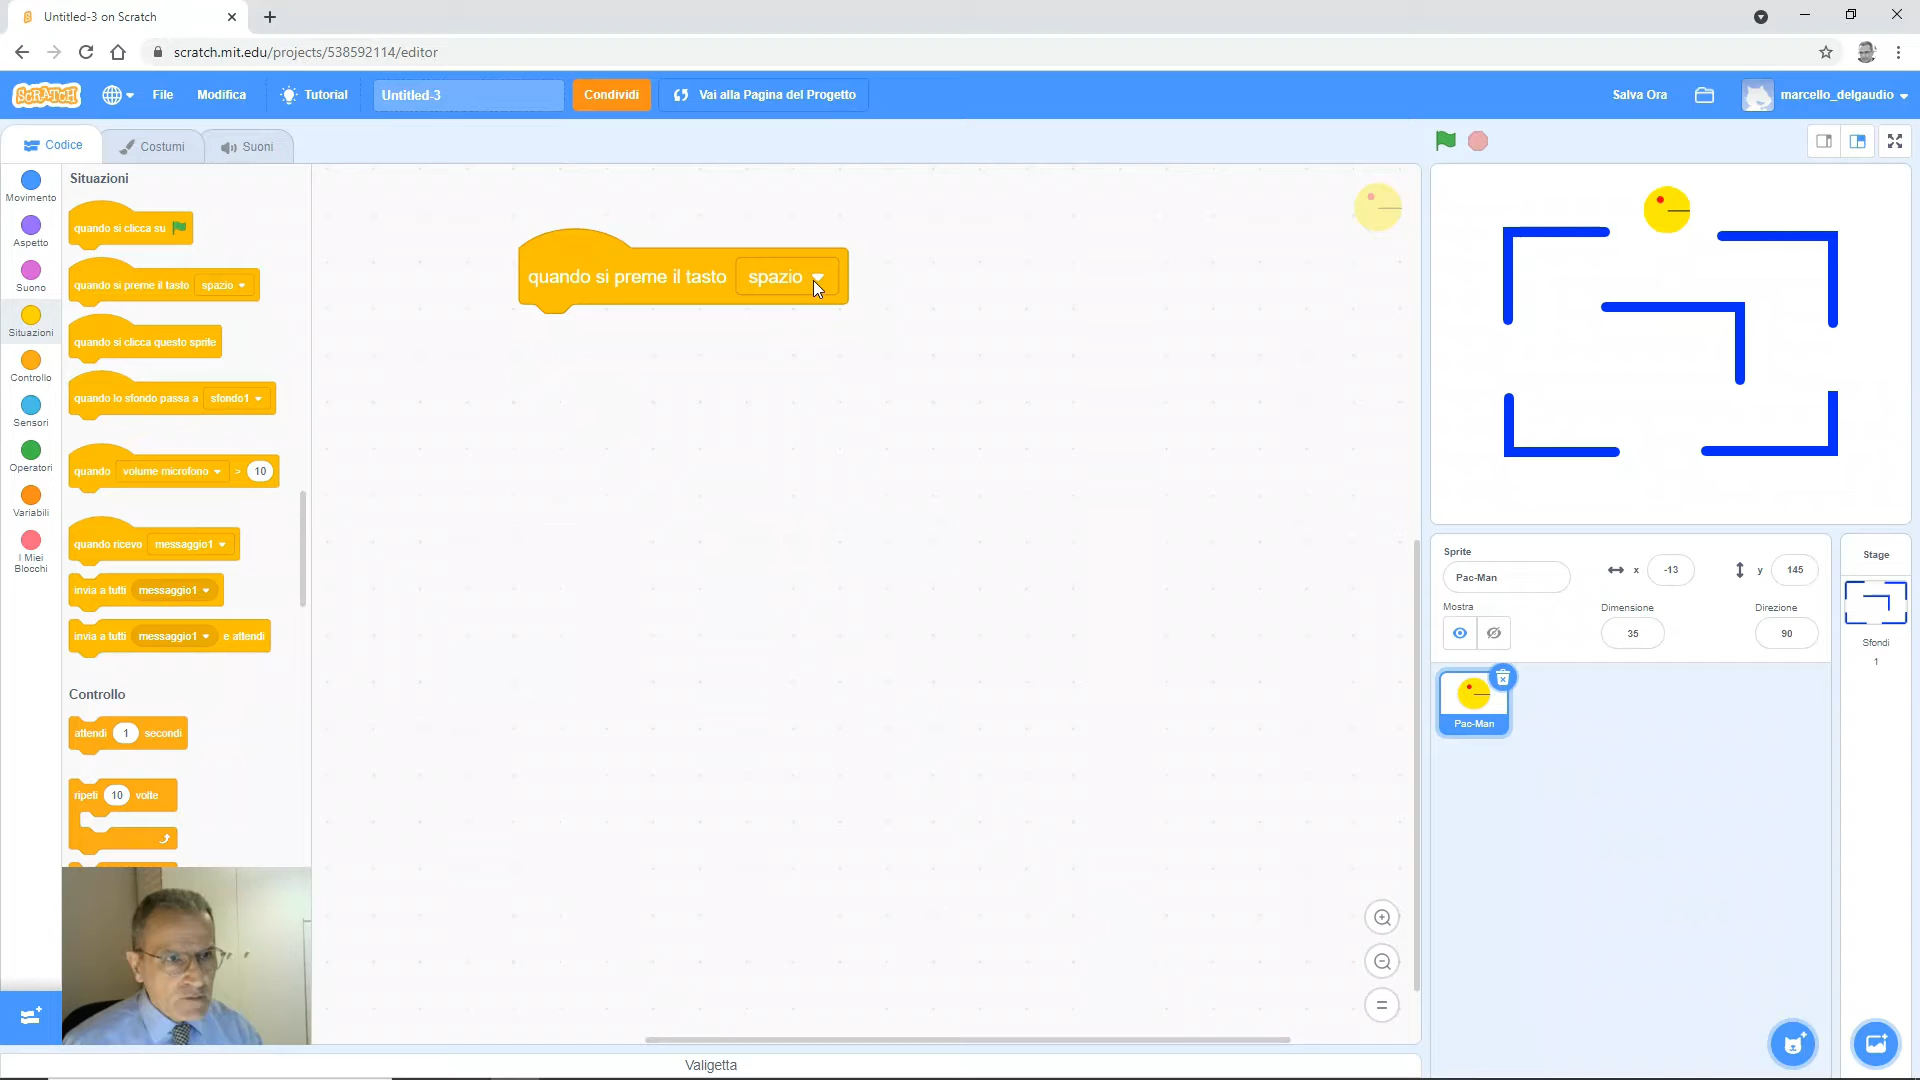 Untitled-3 on Scratch
scratch.mit.edu/projects/538592114/editor
SCRATCH
File
Modifica
Tutorial
Untitled-3
Condividi
Vai alla Pagina del Progetto
Salva Ora
marcello_delgaudio
Codice
Costumi
Suoni
Movimento
Aspetto
Suono
Situazioni
Controllo
Sensori
Operatori
Variabili
I Miei
Blocchi
Situazioni
quando si clicca su
quando si preme il tasto spazio
quando si clicca questo sprite
quando lo sfondo passa a sfondo1
quando volume microfono > 10
quando ricevo messaggio1
invia a tutti messaggio1
invia a tutti messaggio1 e attendi
Controllo
attendi 1 secondi
ripeti 10 volte
quando si preme il tasto spazio
Valigetta
Sprite
Pac-Man
x -13
y 145
Mostra
Dimensione
35
Direzione
90
Pac-Man
Stage
Sfondi
1